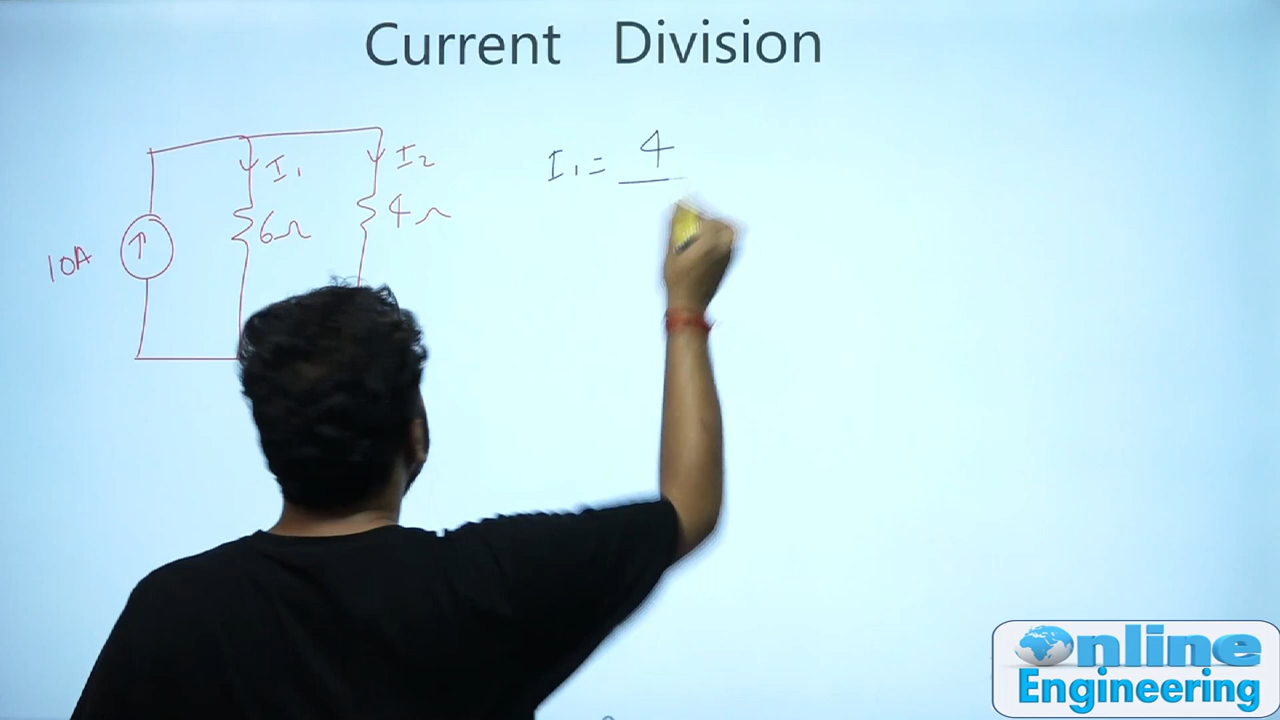 Current Division
I₁ I₂
6Ω 4Ω
10A
I₁ = 4
Online
Engineering